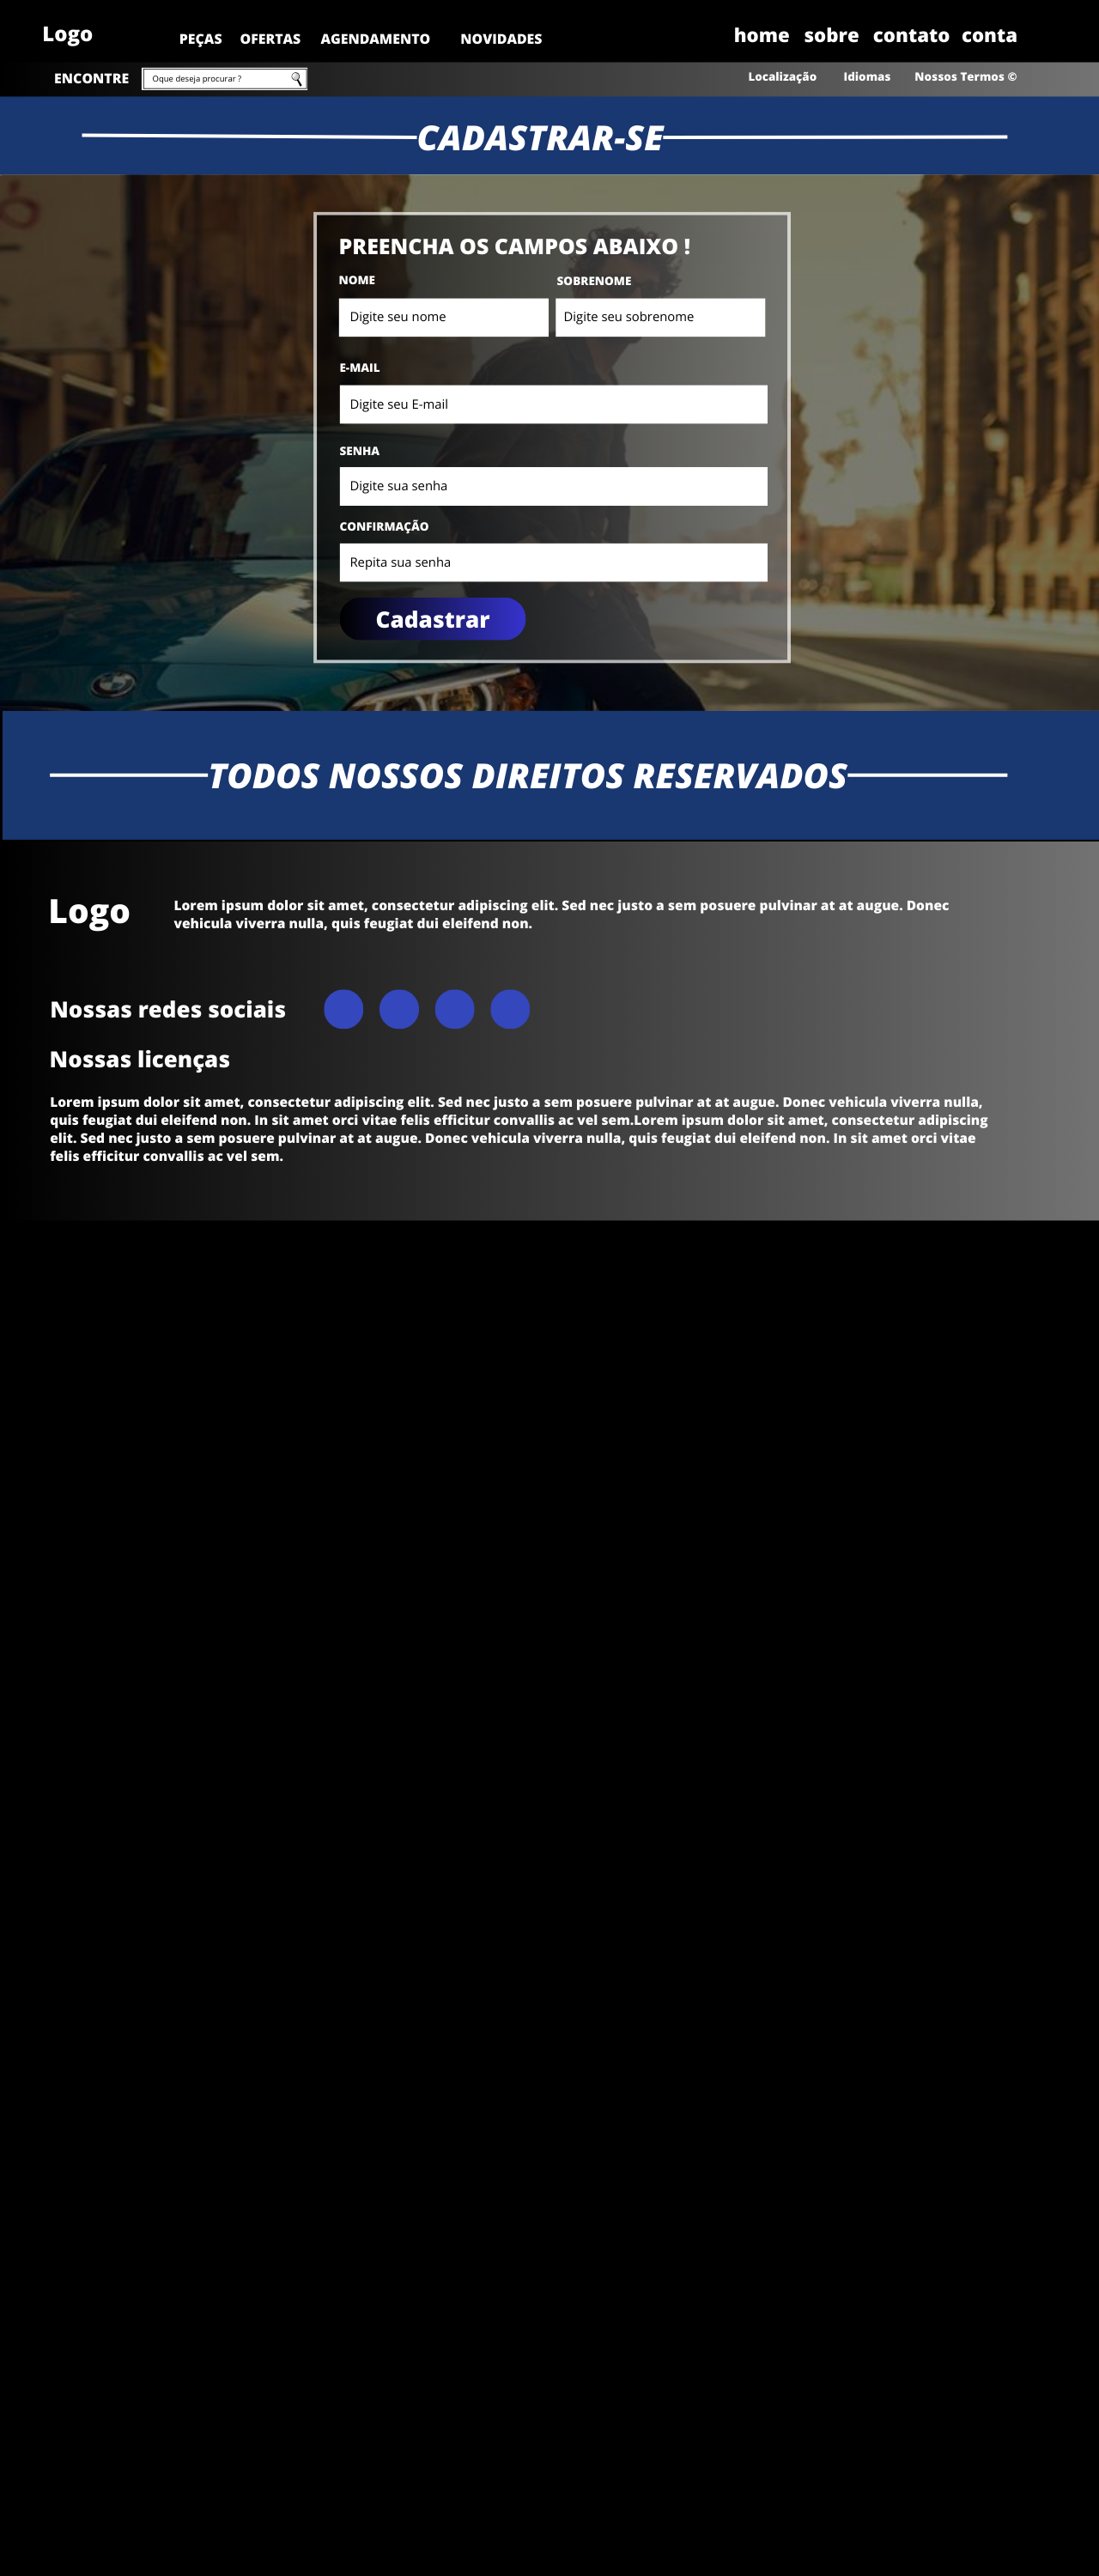 Logo
PEÇAS OFERTAS AGENDAMENTO NOVIDADES
home sobre contato conta
ENCONTRE
Oque deseja procurar ?
Localização Idiomas Nossos Termos ©
CADASTRAR-SE
PREENCHA OS CAMPOS ABAIXO !
NOME SOBRENOME
Digite seu nome Digite seu sobrenome
E-MAIL
Digite seu E-mail
SENHA
Digite sua senha
CONFIRMAÇÃO
Repita sua senha
Cadastrar
TODOS NOSSOS DIREITOS RESERVADOS
Logo
Lorem ipsum dolor sit amet, consectetur adipiscing elit. Sed nec justo a sem posuere pulvinar at at augue. Donec
vehicula viverra nulla, quis feugiat dui eleifend non.
Nossas redes sociais
Nossas licenças
Lorem ipsum dolor sit amet, consectetur adipiscing elit. Sed nec justo a sem posuere pulvinar at at augue. Donec vehicula viverra nulla,
quis feugiat dui eleifend non. In sit amet orci vitae felis efficitur convallis ac vel sem.Lorem ipsum dolor sit amet, consectetur adipiscing
elit. Sed nec justo a sem posuere pulvinar at at augue. Donec vehicula viverra nulla, quis feugiat dui eleifend non. In sit amet orci vitae
felis efficitur convallis ac vel sem.